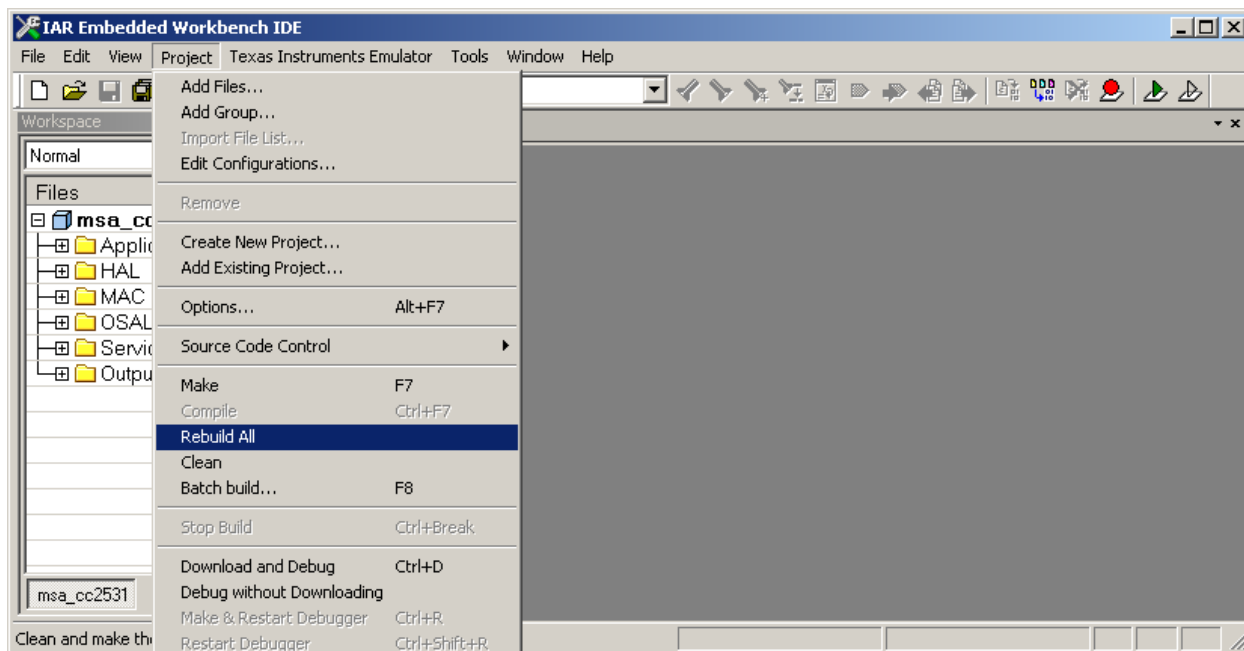 IAR Embedded Workbench IDE
File Edit View Project Texas Instruments Emulator Tools Window Help
Workspace
Normal
Files
msa_cc
Applic
HAL
MAC
OSAL
Servic
Outpu
msa_cc2531
Add Files...
Add Group...
Import File List...
Edit Configurations...
Remove
Create New Project...
Add Existing Project...
Options... Alt+F7
Source Code Control
Make F7
Compile Ctrl+F7
Rebuild All
Clean
Batch build... F8
Stop Build Ctrl+Break
Download and Debug Ctrl+D
Debug without Downloading
Make & Restart Debugger Ctrl+R
Restart Debugger Ctrl+Shift+R
Clean and make the